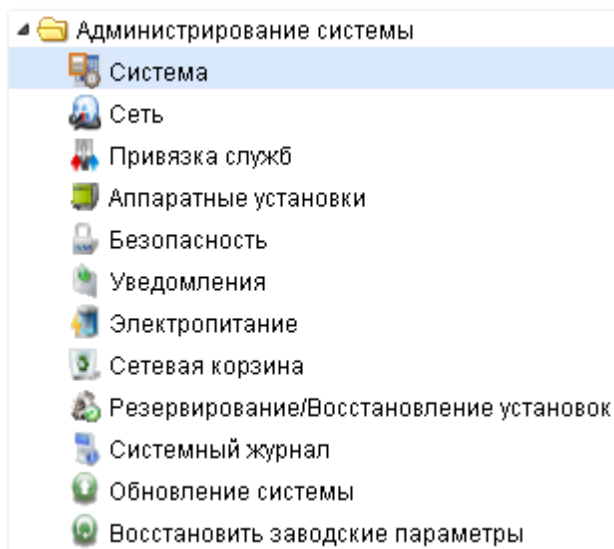 Администрирование системы
Система
Сеть
Привязка служб
Аппаратные установки
Безопасность
Уведомления
Электропитание
Сетевая корзина
Резервирование/Восстановление установок
Системный журнал
Обновление системы
Восстановить заводские параметры